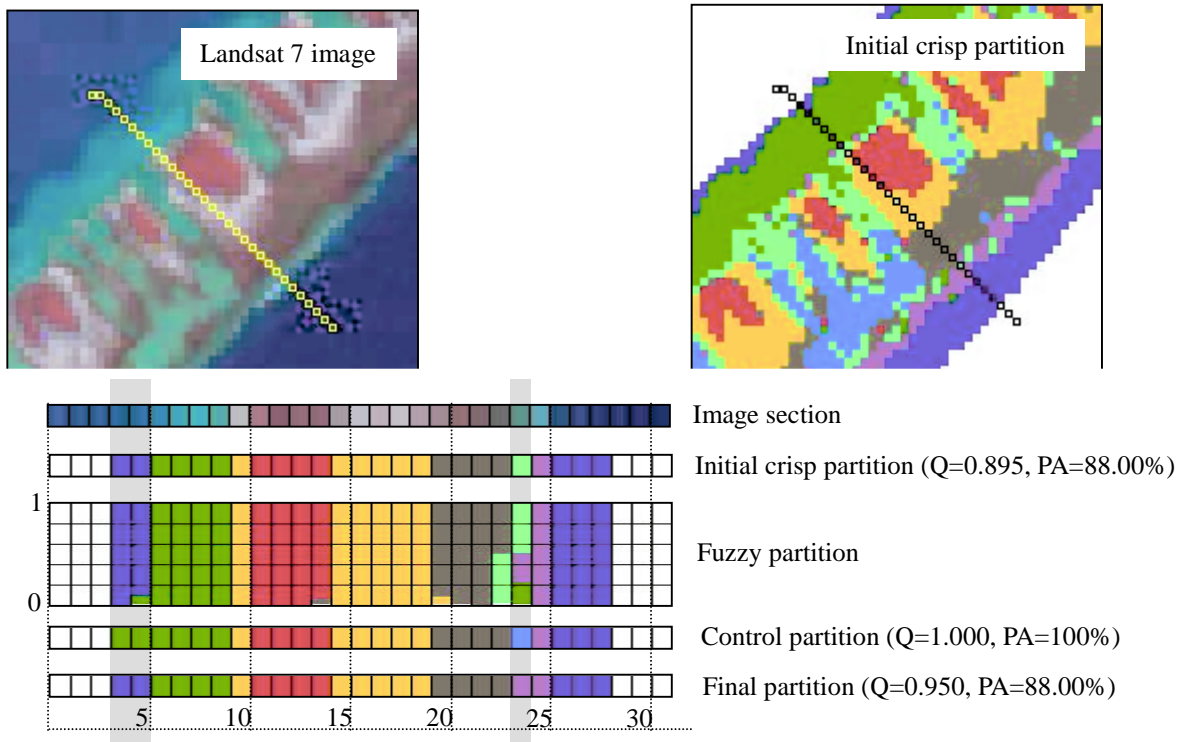 Landsat 7 image
Initial crisp partition
Image section
Initial crisp partition (Q=0.895, PA=88.00%)
1
Fuzzy partition
0
Control partition (Q=1.000, PA=100%)
Final partition (Q=0.950, PA=88.00%)
5 10 15 20 25 30